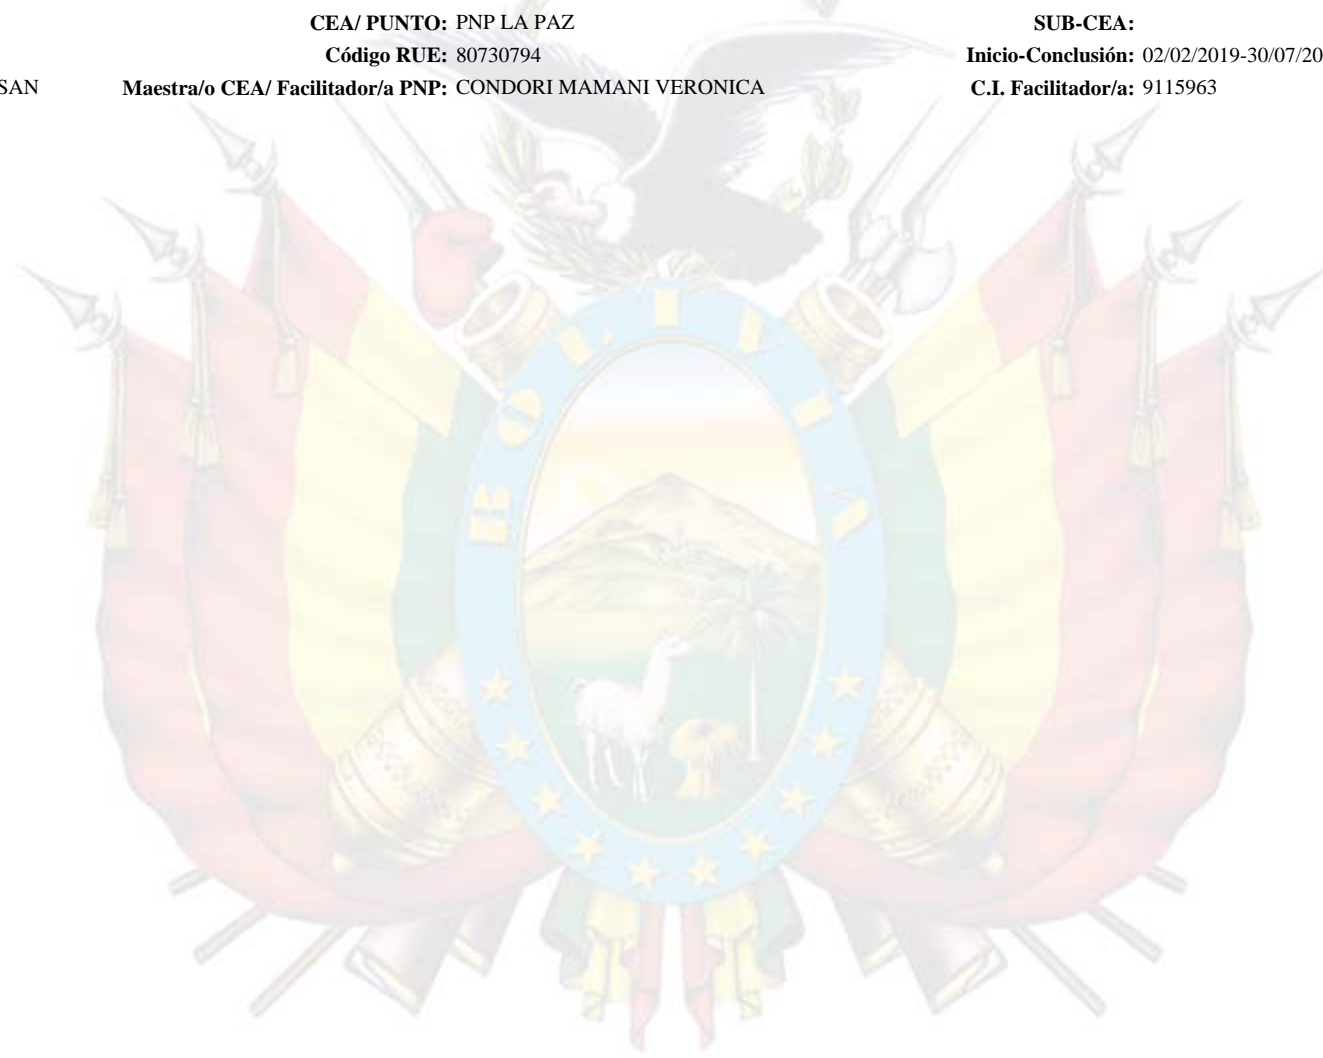 CEA/ PUNTO: PNP LA PAZ SUB-CEA:
Código RUE: 80730794 Inicio-Conclusión: 02/02/2019-30/07/20
SAN Maestra/o CEA/ Facilitador/a PNP: CONDORI MAMANI VERONICA C.I. Facilitador/a: 9115963
BOLIVIA